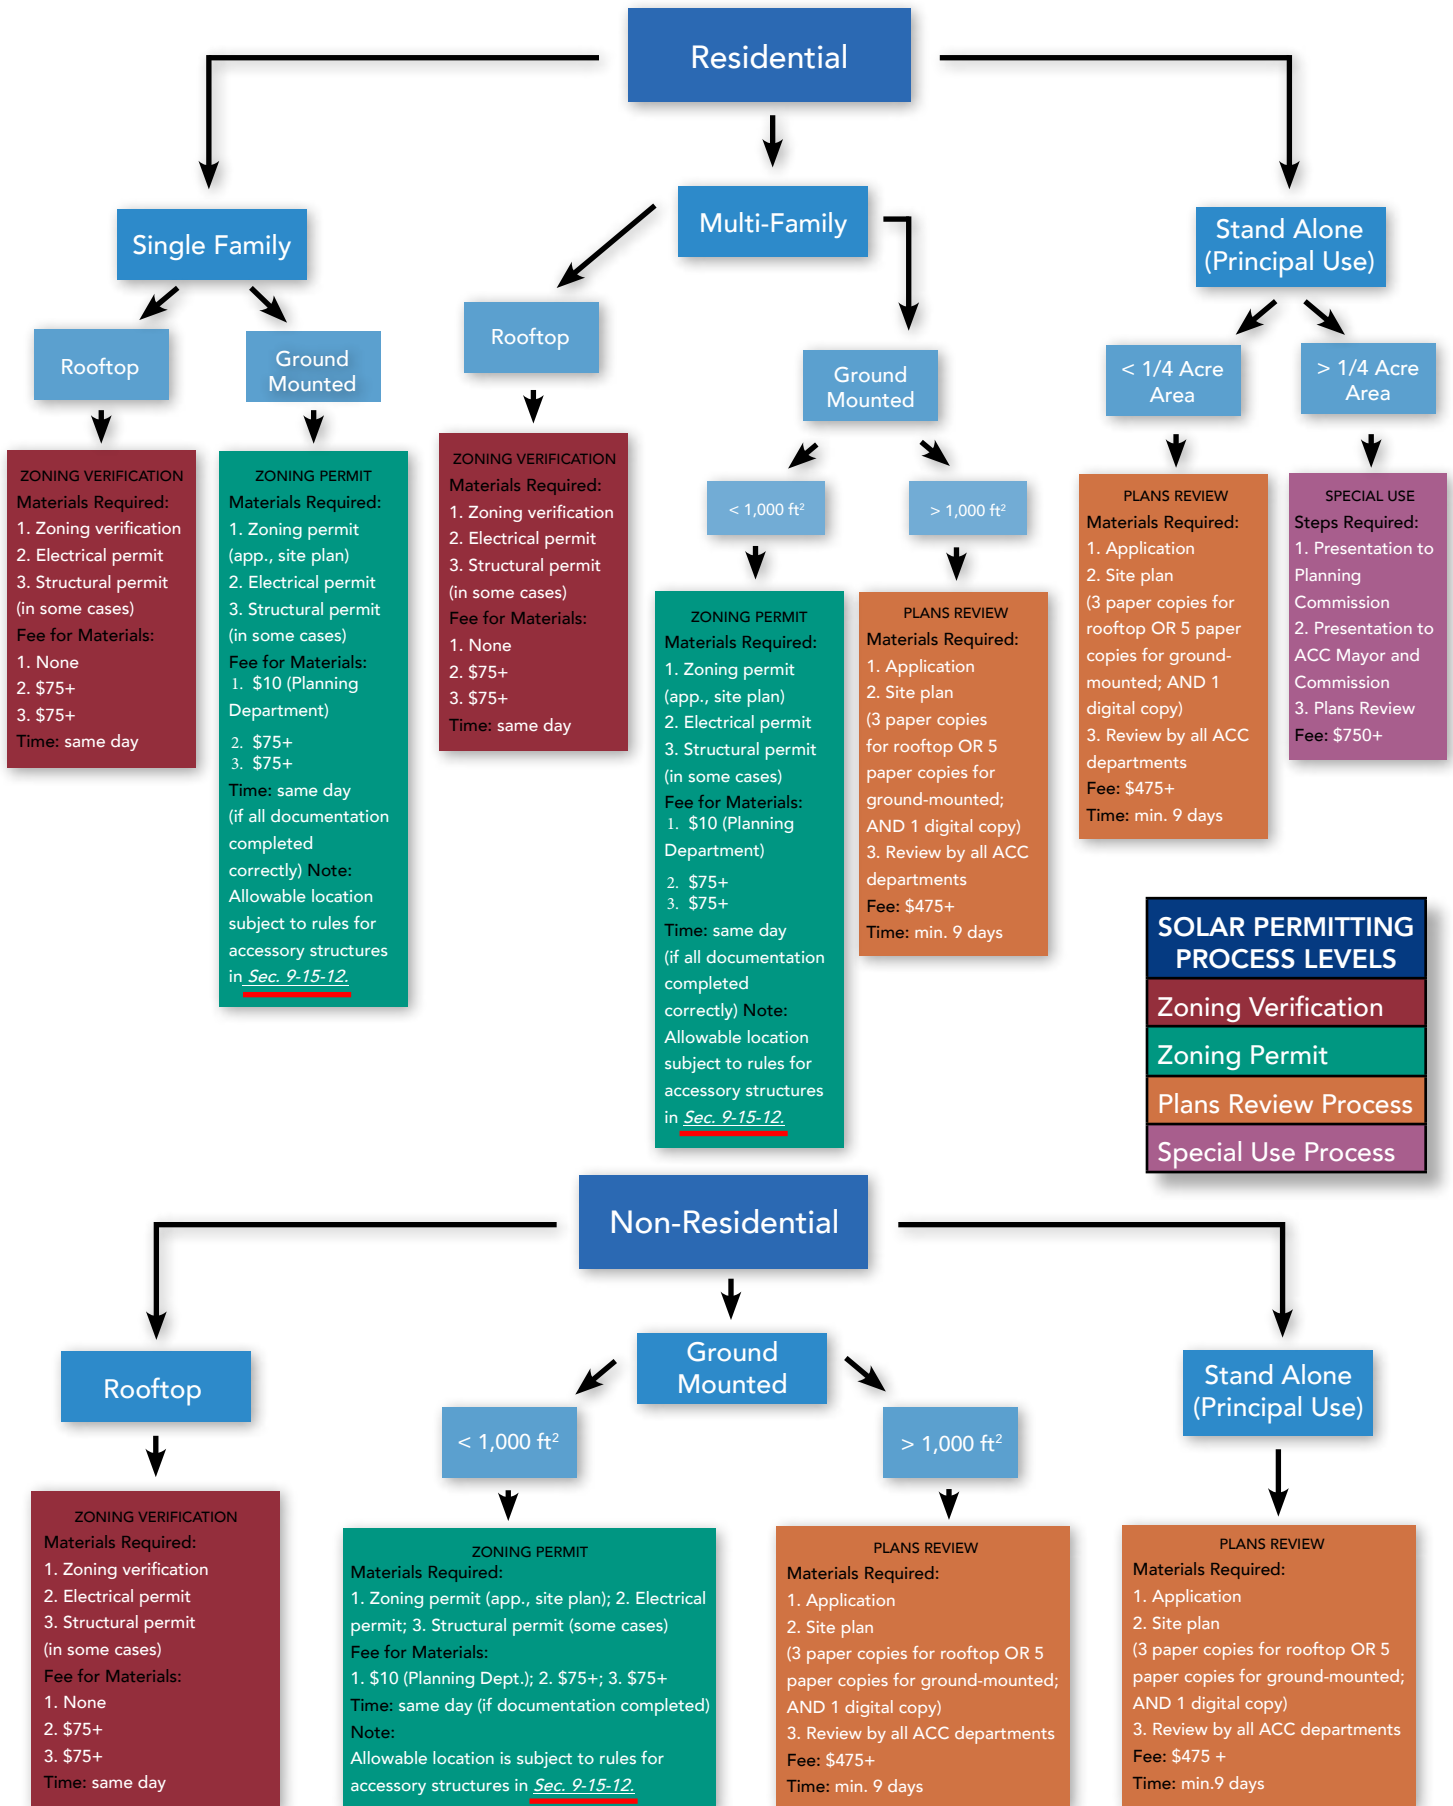 Residential
Single Family
Multi-Family
Stand Alone
(Principal Use)
Rooftop
Ground
Mounted
Rooftop
Ground
Mounted
< 1/4 Acre
Area
> 1/4 Acre
Area
< 1,000 ft²
> 1,000 ft²
ZONING VERIFICATION
Materials Required:
1. Zoning verification
2. Electrical permit
3. Structural permit
(in some cases)
Fee for Materials:
1. None
2. $75+
3. $75+
Time: same day
ZONING PERMIT
Materials Required:
1. Zoning permit
(app., site plan)
2. Electrical permit
3. Structural permit
(in some cases)
Fee for Materials:
1. $10 (Planning
Department)
2. $75+
3. $75+
Time: same day
(if all documentation
completed
correctly) Note:
Allowable location
subject to rules for
accessory structures
in Sec. 9-15-12.
ZONING VERIFICATION
Materials Required:
1. Zoning verification
2. Electrical permit
3. Structural permit
(in some cases)
Fee for Materials:
1. None
2. $75+
3. $75+
Time: same day
ZONING PERMIT
Materials Required:
1. Zoning permit
(app., site plan)
2. Electrical permit
3. Structural permit
(in some cases)
Fee for Materials:
1. $10 (Planning
Department)
2. $75+
3. $75+
Time: same day
(if all documentation
completed
correctly) Note:
Allowable location
subject to rules for
accessory structures
in Sec. 9-15-12.
PLANS REVIEW
Materials Required:
1. Application
2. Site plan
(3 paper copies
for rooftop OR 5
paper copies for
ground-mounted;
AND 1 digital copy)
3. Review by all ACC
departments
Fee: $475+
Time: min. 9 days
PLANS REVIEW
Materials Required:
1. Application
2. Site plan
(3 paper copies for
rooftop OR 5 paper
copies for ground-
mounted; AND 1
digital copy)
3. Review by all ACC
departments
Fee: $475+
Time: min. 9 days
SPECIAL USE
Steps Required:
1. Presentation to
Planning
Commission
2. Presentation to
ACC Mayor and
Commission
3. Plans Review
Fee: $750+
SOLAR PERMITTING
PROCESS LEVELS
Zoning Verification
Zoning Permit
Plans Review Process
Special Use Process
Non-Residential
Rooftop
Ground
Mounted
Stand Alone
(Principal Use)
< 1,000 ft²
> 1,000 ft²
ZONING VERIFICATION
Materials Required:
1. Zoning verification
2. Electrical permit
3. Structural permit
(in some cases)
Fee for Materials:
1. None
2. $75+
3. $75+
Time: same day
ZONING PERMIT
Materials Required:
1. Zoning permit (app., site plan); 2. Electrical
permit; 3. Structural permit (some cases)
Fee for Materials:
1. $10 (Planning Dept.); 2. $75+; 3. $75+
Time: same day (if documentation completed)
Note:
Allowable location is subject to rules for
accessory structures in Sec. 9-15-12.
PLANS REVIEW
Materials Required:
1. Application
2. Site plan
(3 paper copies for rooftop OR 5
paper copies for ground-mounted;
AND 1 digital copy)
3. Review by all ACC departments
Fee: $475+
Time: min. 9 days
PLANS REVIEW
Materials Required:
1. Application
2. Site plan
(3 paper copies for rooftop OR 5
paper copies for ground-mounted;
AND 1 digital copy)
3. Review by all ACC departments
Fee: $475 +
Time: min.9 days